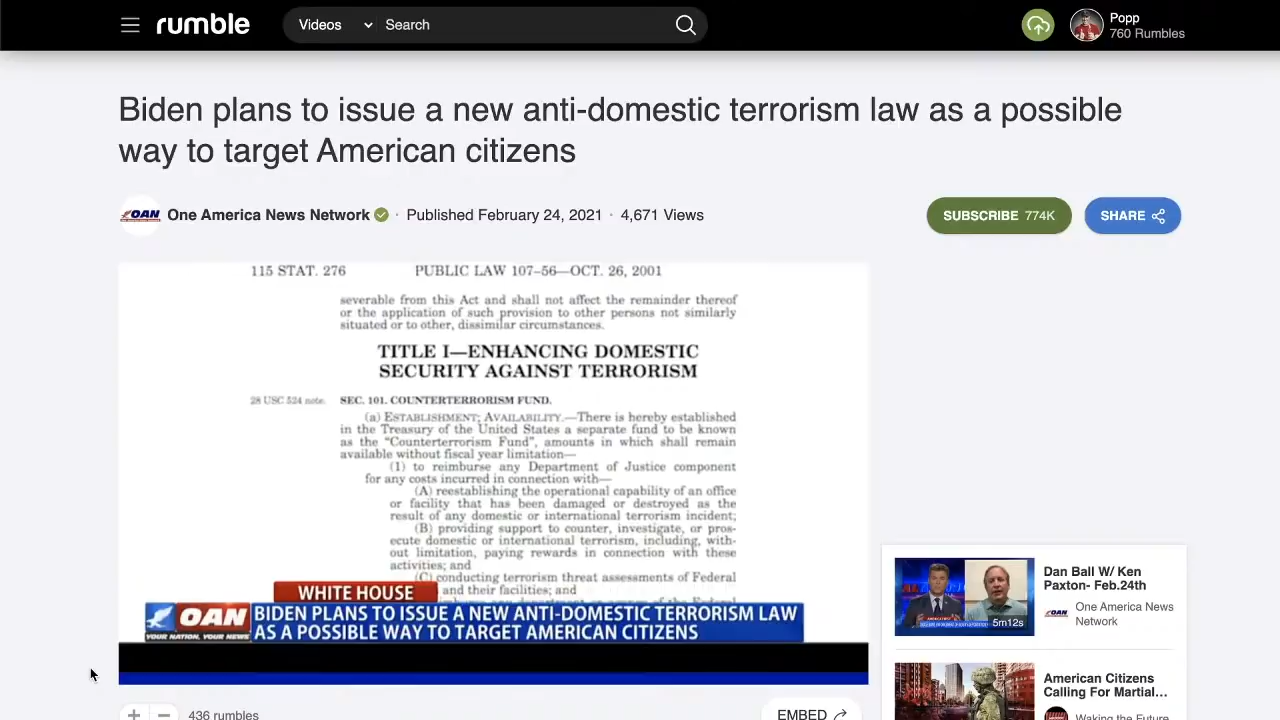 rumble
Videos
Search
Popp
760 Rumbles
Biden plans to issue a new anti-domestic terrorism law as a possible
way to target American citizens
OAN
One America News Network · Published February 24, 2021 · 4,671 Views
SUBSCRIBE 774K
SHARE
115 STAT. 276 PUBLIC LAW 107–56—OCT. 26, 2001
severable from this Act and shall not affect the remainder thereof
or the application of such provision to other persons not similarly
situated or to other, dissimilar circumstances.
TITLE I—ENHANCING DOMESTIC
SECURITY AGAINST TERRORISM
28 USC 524 note. SEC. 101. COUNTERTERRORISM FUND.
(a) ESTABLISHMENT; AVAILABILITY.—There is hereby established
in the Treasury of the United States a separate fund to be known
as the "Counterterrorism Fund", amounts in which shall remain
available without fiscal year limitation—
(1) to reimburse any Department of Justice component
for any costs incurred in connection with—
(A) reestablishing the operational capability of an office
or facility that has been damaged or destroyed as the
result of any domestic or international terrorism incident;
(B) providing support to counter, investigate, or pros-
ecute domestic or international terrorism, including, with-
out limitation, paying rewards in connection with these
activities; and
(C) conducting terrorism threat assessments of Federal
and their facilities; and
WHITE HOUSE
OAN
YOUR NATION, YOUR NEWS
BIDEN PLANS TO ISSUE A NEW ANTI-DOMESTIC TERRORISM LAW
AS A POSSIBLE WAY TO TARGET AMERICAN CITIZENS
436 rumbles
EMBED
5m12s
Dan Ball W/ Ken
Paxton- Feb.24th
OAN
One America News
Network
American Citizens
Calling For Martial...
Waking the Future